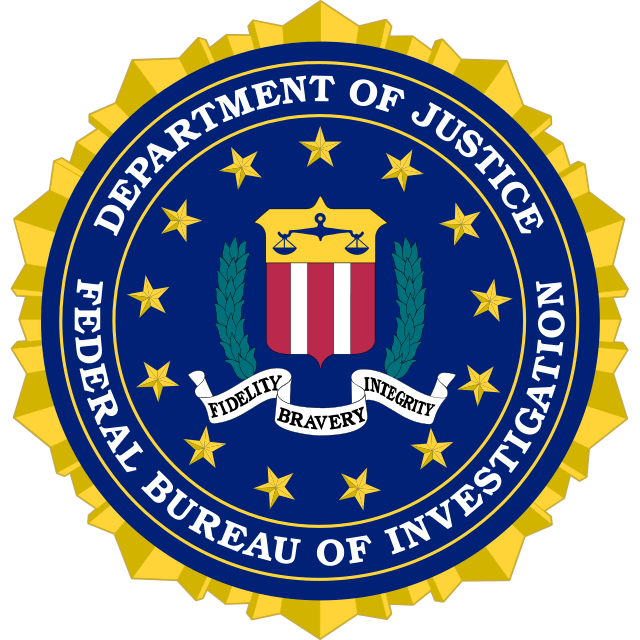 DEPARTMENT OF JUSTICE
FIDELITY
BRAVERY
INTEGRITY
FEDERAL BUREAU OF INVESTIGATION